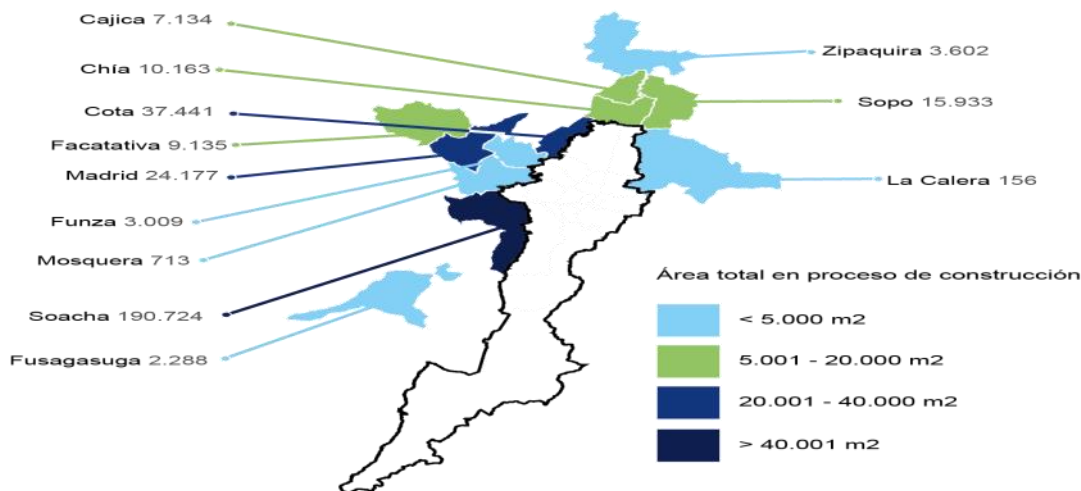 Cajica 7.134
Chía 10.163
Cota 37.441
Facatativa 9.135
Madrid 24.177
Funza 3.009
Mosquera 713
Soacha 190.724
Fusagasuga 2.288
Zipaquira 3.602
Sopo 15.933
La Calera 156
Área total en proceso de construcción
< 5.000 m2
5.001 - 20.000 m2
20.001 - 40.000 m2
> 40.001 m2